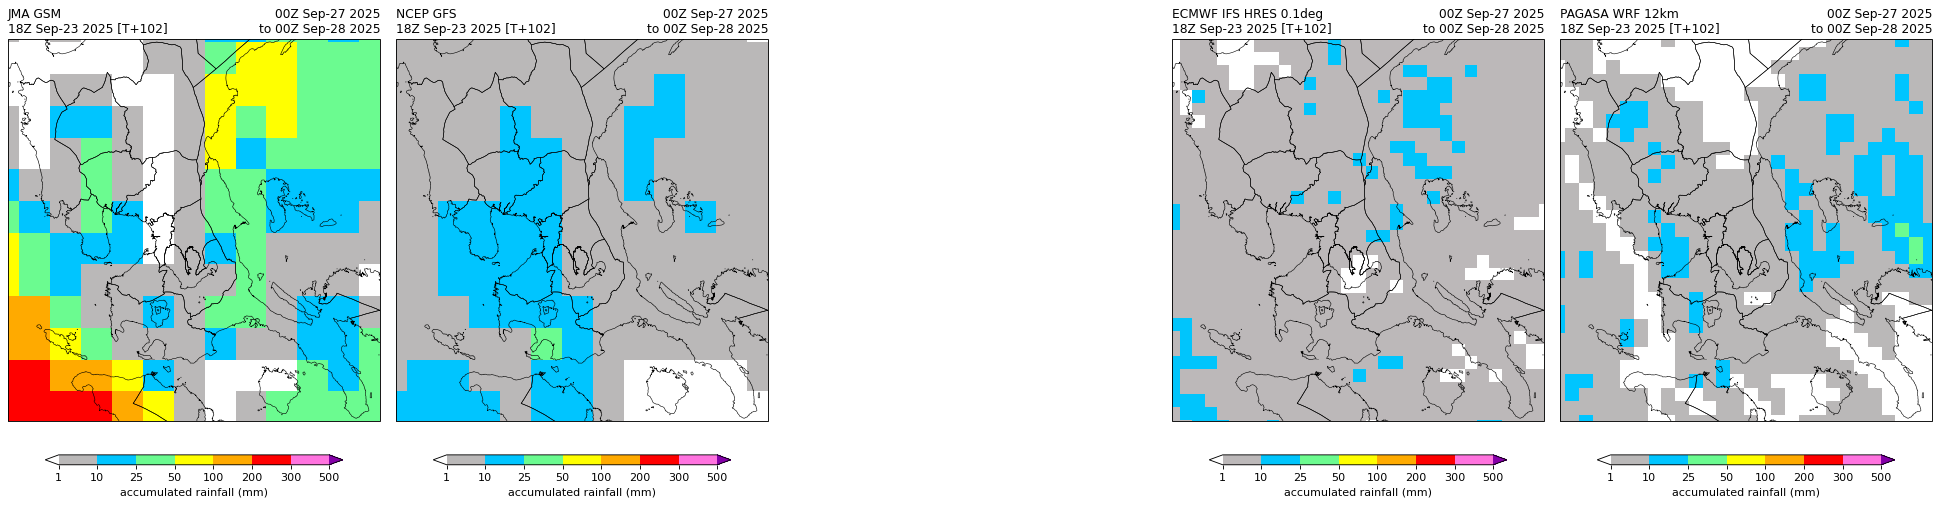 JMA GSM 00Z Sep-27 2025
18Z Sep-23 2025 [T+102] to 00Z Sep-28 2025
1 10 25 50 100 200 300 500
accumulated rainfall (mm)
NCEP GFS 00Z Sep-27 2025
18Z Sep-23 2025 [T+102] to 00Z Sep-28 2025
1 10 25 50 100 200 300 500
accumulated rainfall (mm)
ECMWF IFS HRES 0.1deg 00Z Sep-27 2025
18Z Sep-23 2025 [T+102] to 00Z Sep-28 2025
1 10 25 50 100 200 300 500
accumulated rainfall (mm)
PAGASA WRF 12km 00Z Sep-27 2025
18Z Sep-23 2025 [T+102] to 00Z Sep-28 2025
1 10 25 50 100 200 300 500
accumulated rainfall (mm)